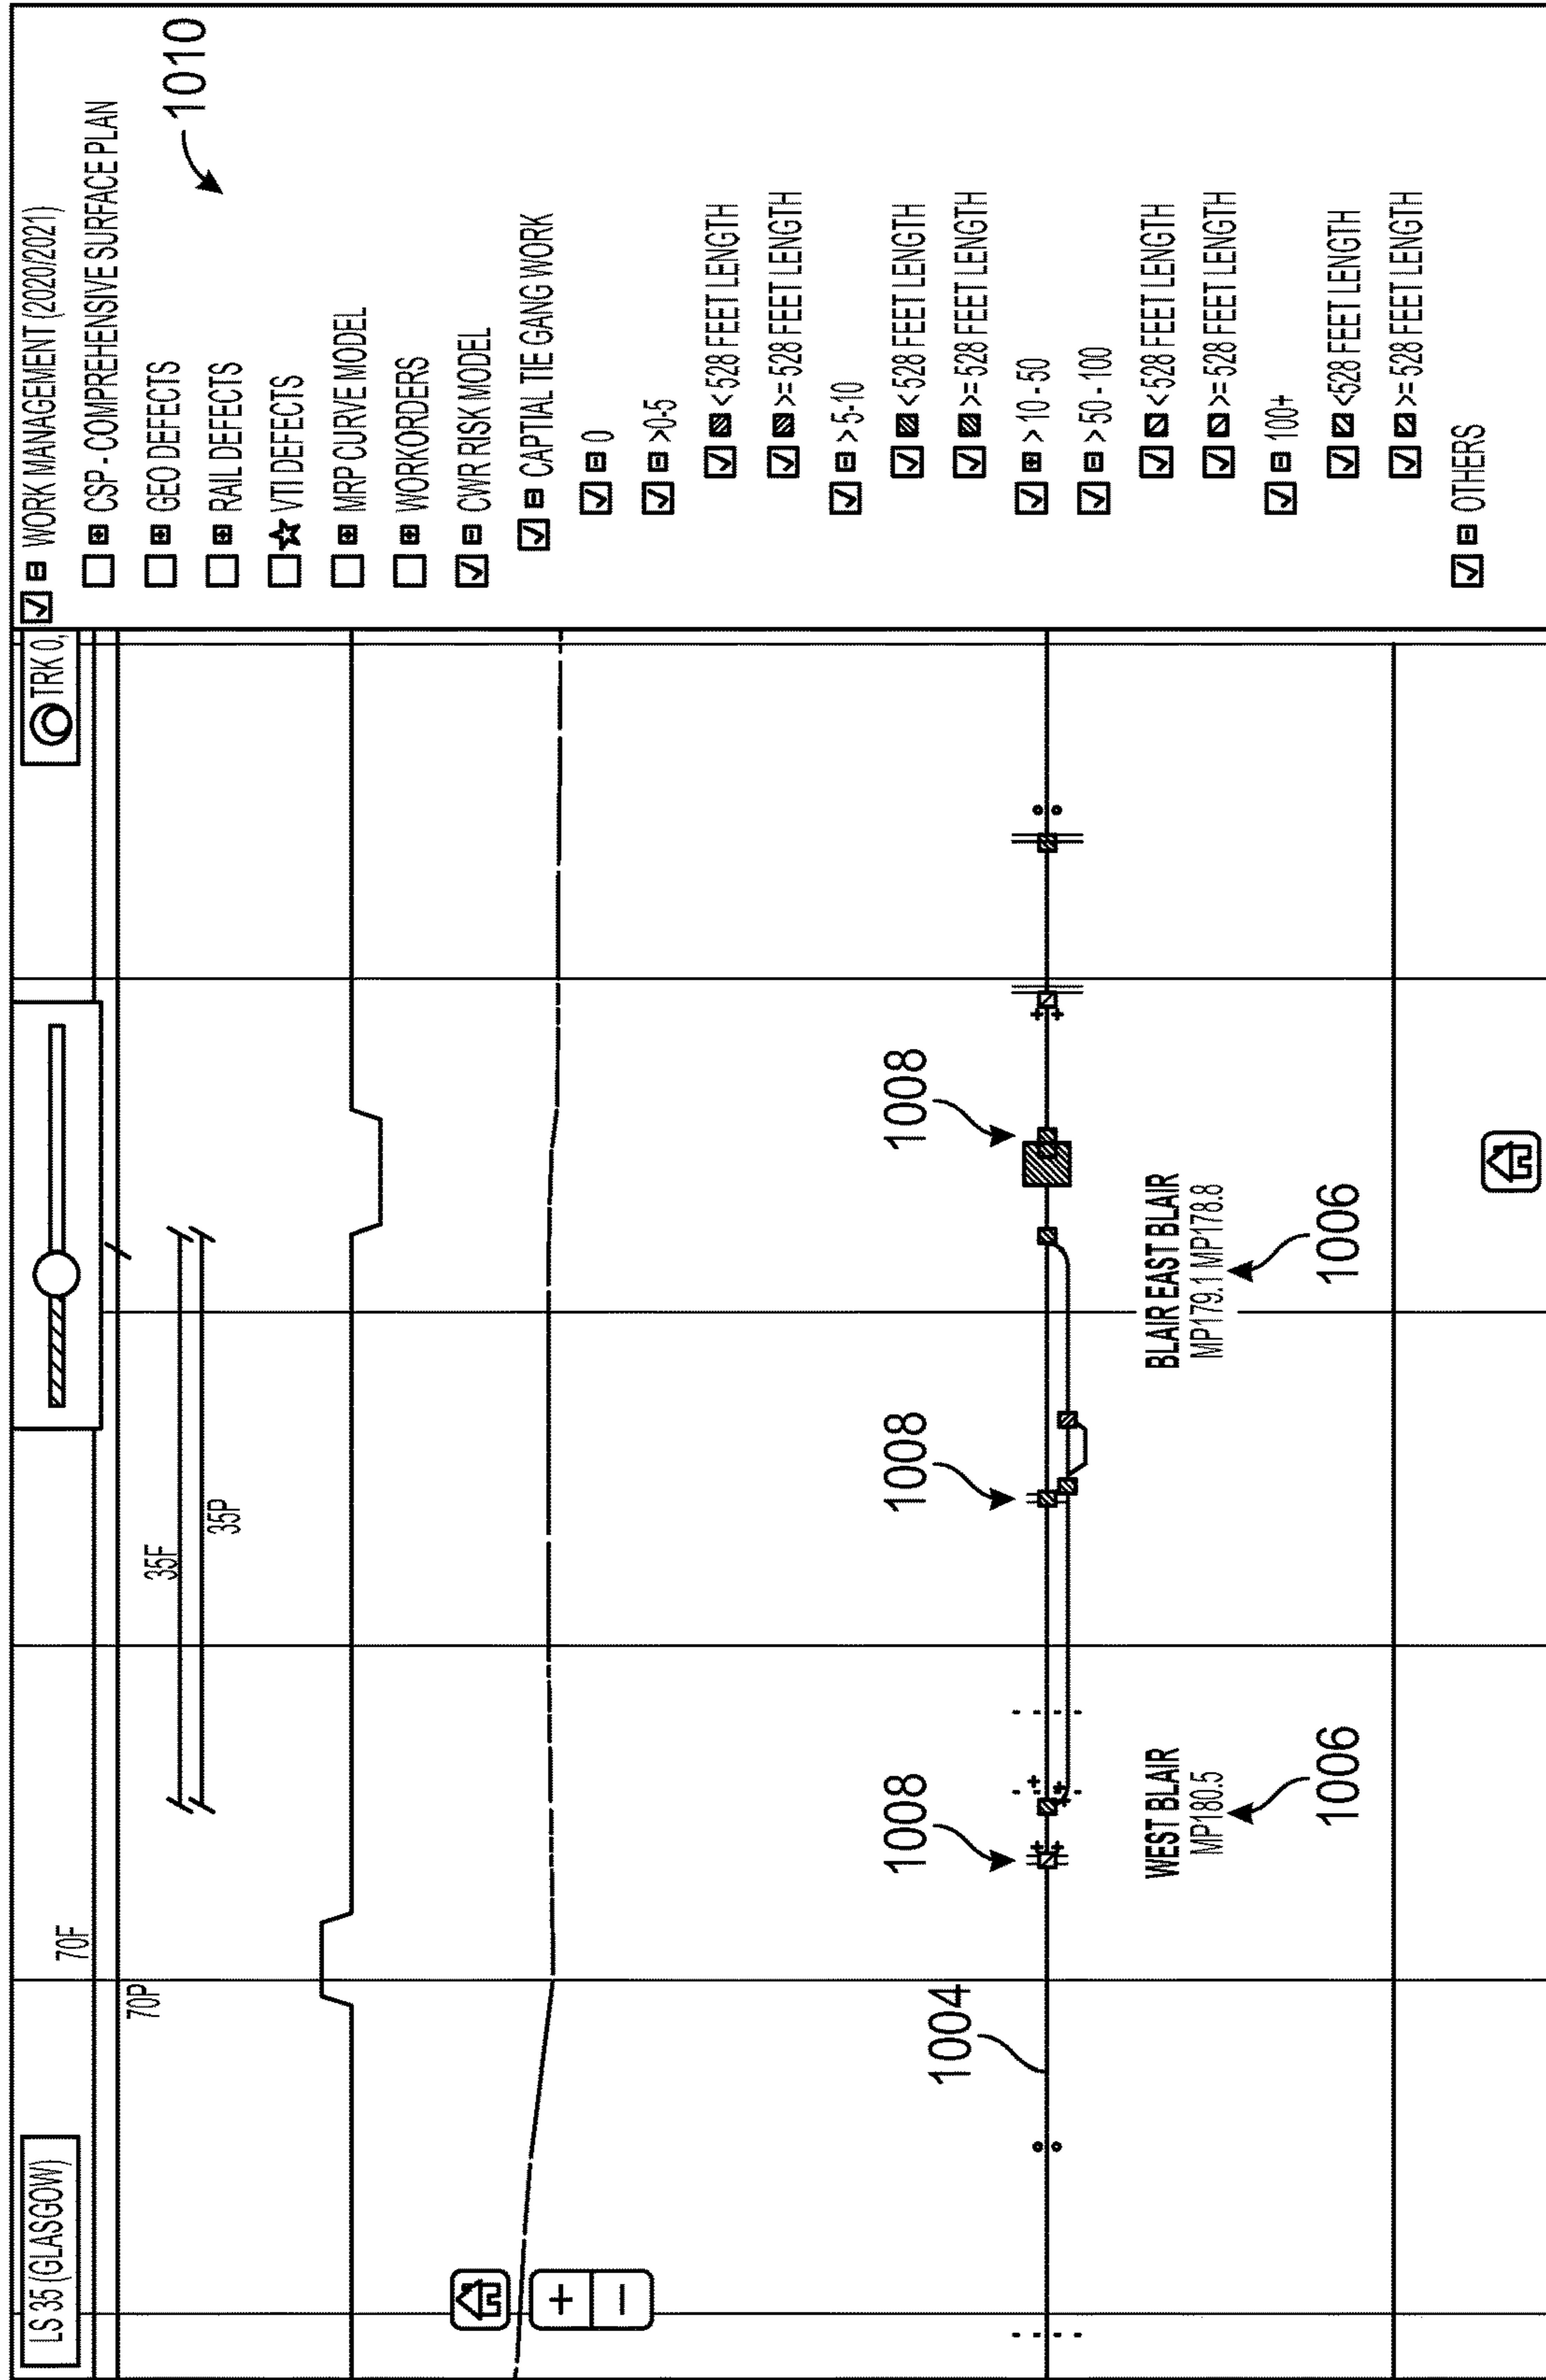 LS 35 (GLASGOW)
TRK 0,
70F
70P
35F
35P
1004
1008
1008
1008
WEST BLAIR
MP180.5
1006
BLAIR EAST BLAIR
MP179.1 MP178.8
1006
WORK MANAGEMENT (2020/2021)
CSP - COMPREHENSIVE SURFACE PLAN
GEO DEFECTS
RAIL DEFECTS
VTI DEFECTS
MRP CURVE MODEL
WORKORDERS
CWR RISK MODEL
CAPTIAL TIE GANG WORK
0
>0-5
<528 FEET LENGTH
>= 528 FEET LENGTH
> 5-10
<528 FEET LENGTH
>= 528 FEET LENGTH
> 10 - 50
> 50 - 100
<528 FEET LENGTH
>= 528 FEET LENGTH
100+
<528 FEET LENGTH
>= 528 FEET LENGTH
OTHERS
1010